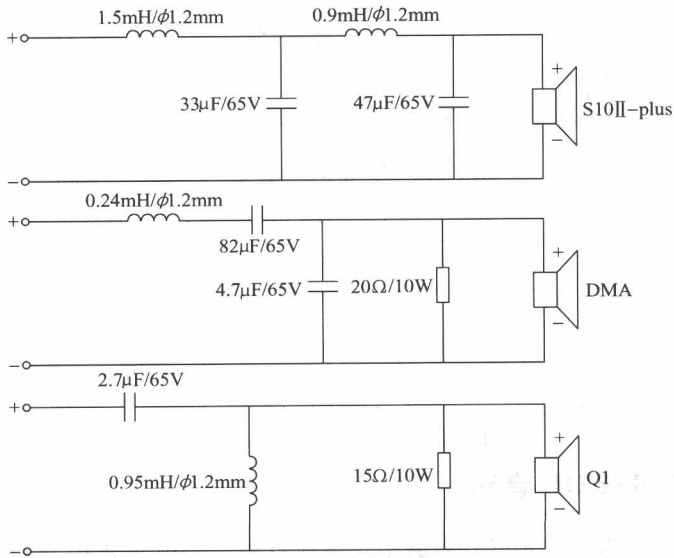 1.5mH/ϕ1.2mm 0.9mH/ϕ1.2mm
+
33μF/65V 47μF/65V + S10Ⅱ-plus −
−
0.24mH/ϕ1.2mm
+
82μF/65V
4.7μF/65V 20Ω/10W + DMA −
−
2.7μF/65V
+
0.95mH/ϕ1.2mm 15Ω/10W + Q1 −
−